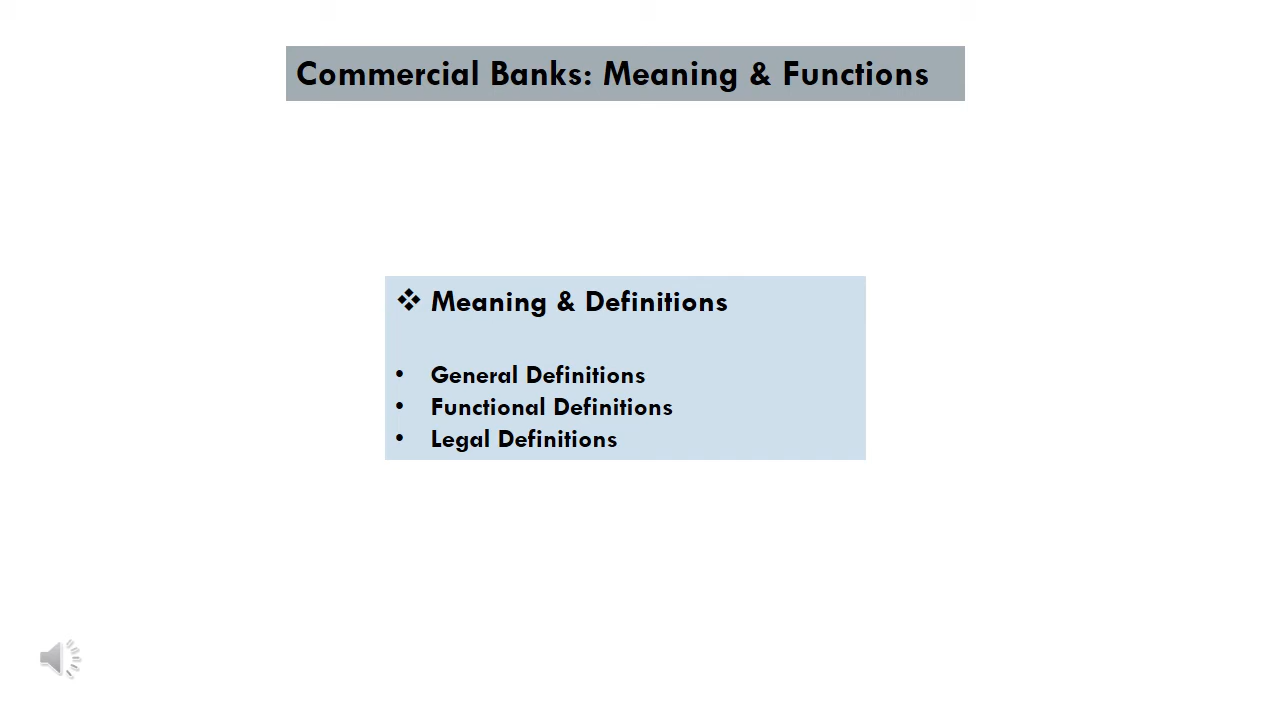 Commercial Banks: Meaning & Functions
❖ Meaning & Definitions
• General Definitions
• Functional Definitions
• Legal Definitions